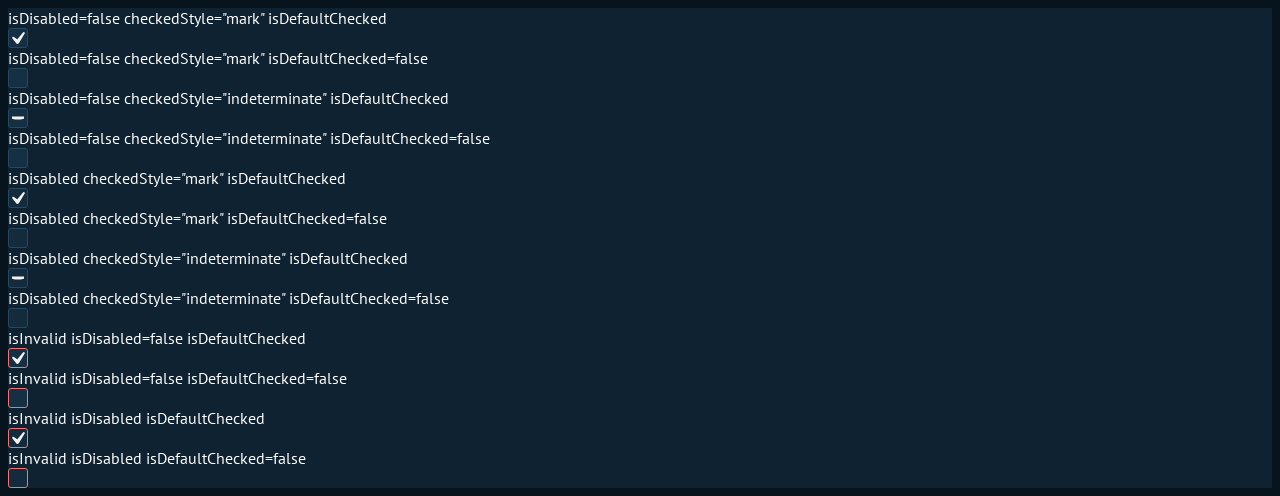 isDisabled=false checkedStyle="mark" isDefaultChecked
isDisabled=false checkedStyle="mark" isDefaultChecked=false
isDisabled=false checkedStyle="indeterminate" isDefaultChecked
isDisabled=false checkedStyle="indeterminate" isDefaultChecked=false
isDisabled checkedStyle="mark" isDefaultChecked
isDisabled checkedStyle="mark" isDefaultChecked=false
isDisabled checkedStyle="indeterminate" isDefaultChecked
isDisabled checkedStyle="indeterminate" isDefaultChecked=false
isInvalid isDisabled=false isDefaultChecked
isInvalid isDisabled=false isDefaultChecked=false
isInvalid isDisabled isDefaultChecked
isInvalid isDisabled isDefaultChecked=false